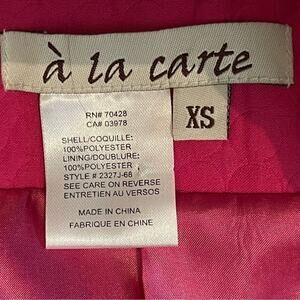 à la carte
XS
RN# 70428
CA# 03978
SHELL/COQUILLE:
100%POLYESTER
LINING/DOUBLURE:
100%POLYESTER
STYLE # 2327J-68
SEE CARE ON REVERSE
ENTRETIEN AU VERSOS
MADE IN CHINA
FABRIQUE EN CHINE